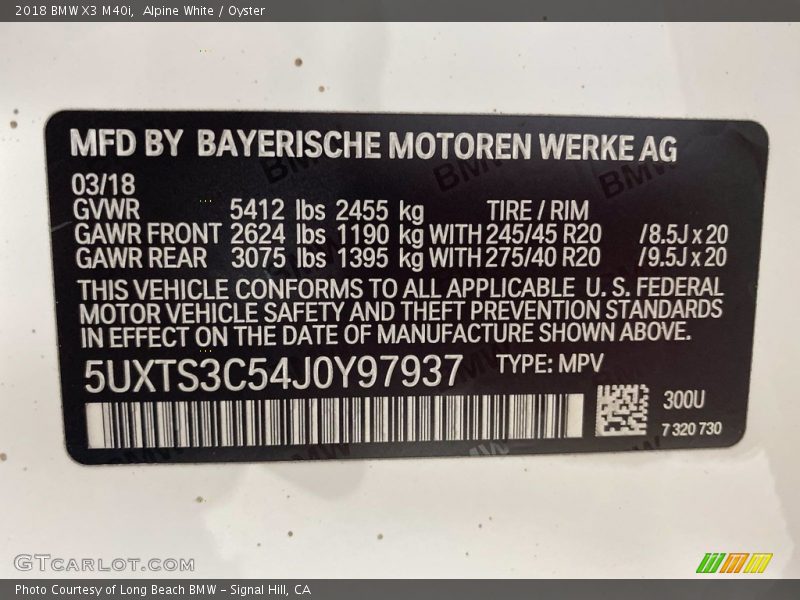 2018 BMW X3 M40i, Alpine White / Oyster
MFD BY BAYERISCHE MOTOREN WERKE AG
03/18
GVWR 5412 lbs 2455 kg TIRE / RIM
GAWR FRONT 2624 lbs 1190 kg WITH 245/45 R20 /8.5J x 20
GAWR REAR 3075 lbs 1395 kg WITH 275/40 R20 /9.5J x 20
THIS VEHICLE CONFORMS TO ALL APPLICABLE U. S. FEDERAL
MOTOR VEHICLE SAFETY AND THEFT PREVENTION STANDARDS
IN EFFECT ON THE DATE OF MANUFACTURE SHOWN ABOVE.
5UXTS3C54J0Y97937 TYPE: MPV
300U
7 320 730
GTCARLOT.COM
Photo Courtesy of Long Beach BMW - Signal Hill, CA